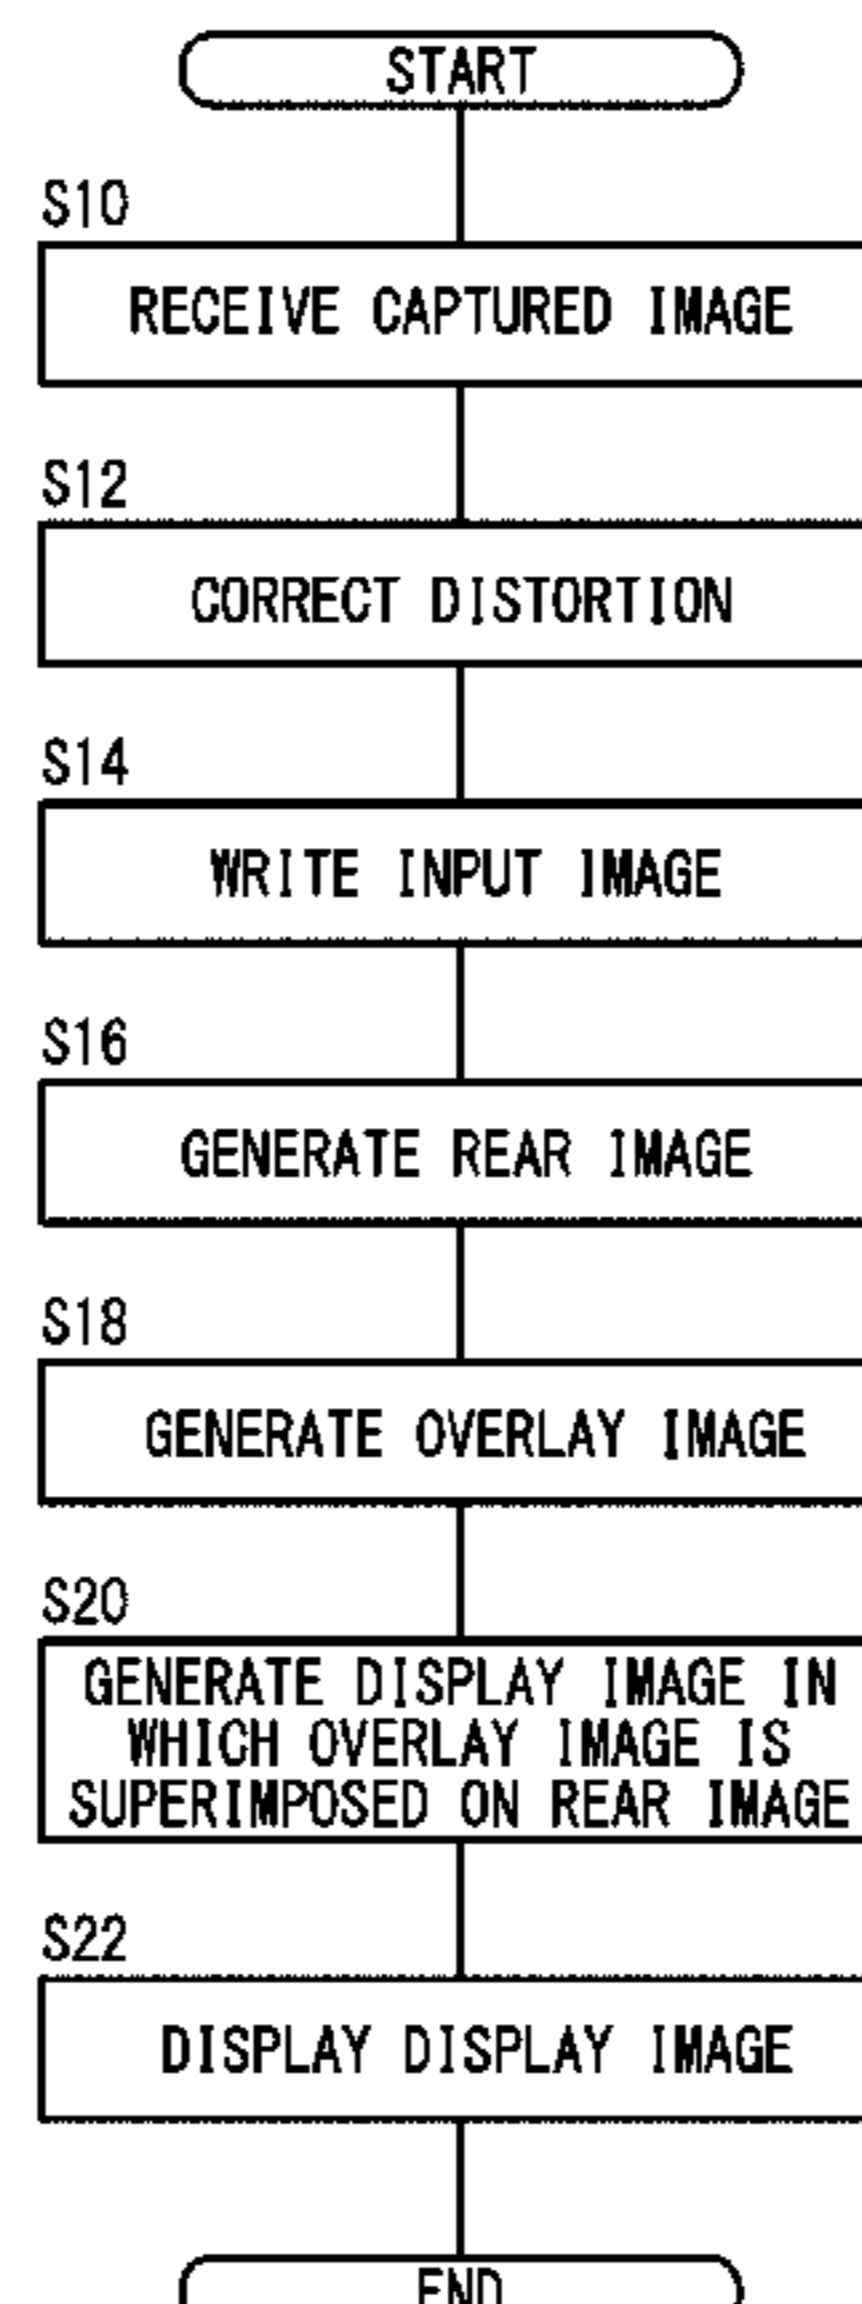 START
S10
RECEIVE CAPTURED IMAGE
S12
CORRECT DISTORTION
S14
WRITE INPUT IMAGE
S16
GENERATE REAR IMAGE
S18
GENERATE OVERLAY IMAGE
S20
GENERATE DISPLAY IMAGE IN
WHICH OVERLAY IMAGE IS
SUPERIMPOSED ON REAR IMAGE
S22
DISPLAY DISPLAY IMAGE
END